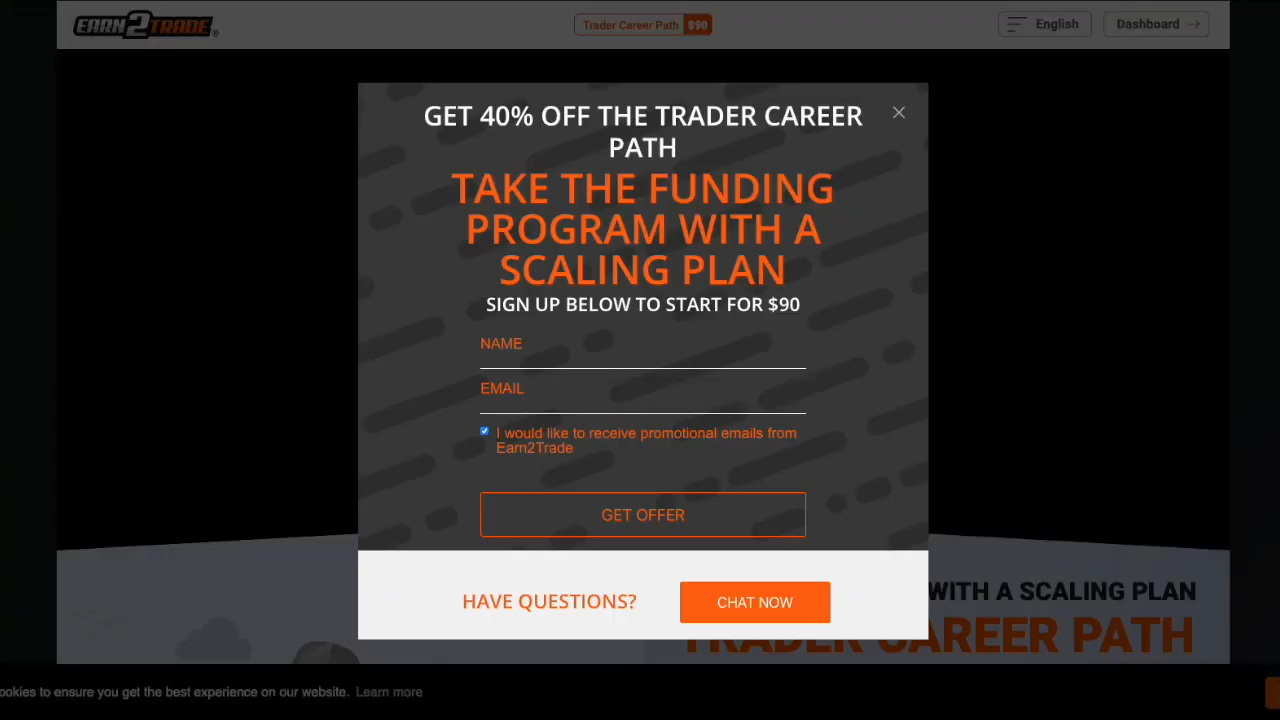 EARN2TRADE®
Trader Career Path $90
English
Dashboard →
GET 40% OFF THE TRADER CAREER
PATH
TAKE THE FUNDING
PROGRAM WITH A
SCALING PLAN
SIGN UP BELOW TO START FOR $90
NAME
EMAIL
I would like to receive promotional emails from
Earn2Trade
GET OFFER
HAVE QUESTIONS?
CHAT NOW
WITH A SCALING PLAN
TRADER CAREER PATH
ookies to ensure you get the best experience on our website. Learn more